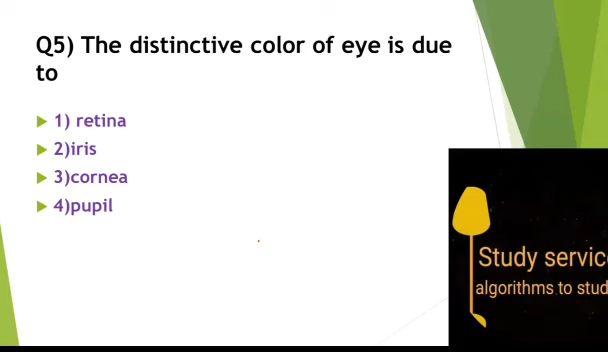 Q5) The distinctive color of eye is due
to
1) retina
2)iris
3)cornea
4)pupil
Study servic
algorithms to stud